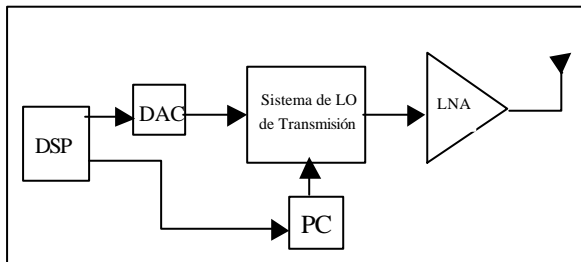 DSP
DAC
Sistema de LO
de Transmisión
LNA
PC